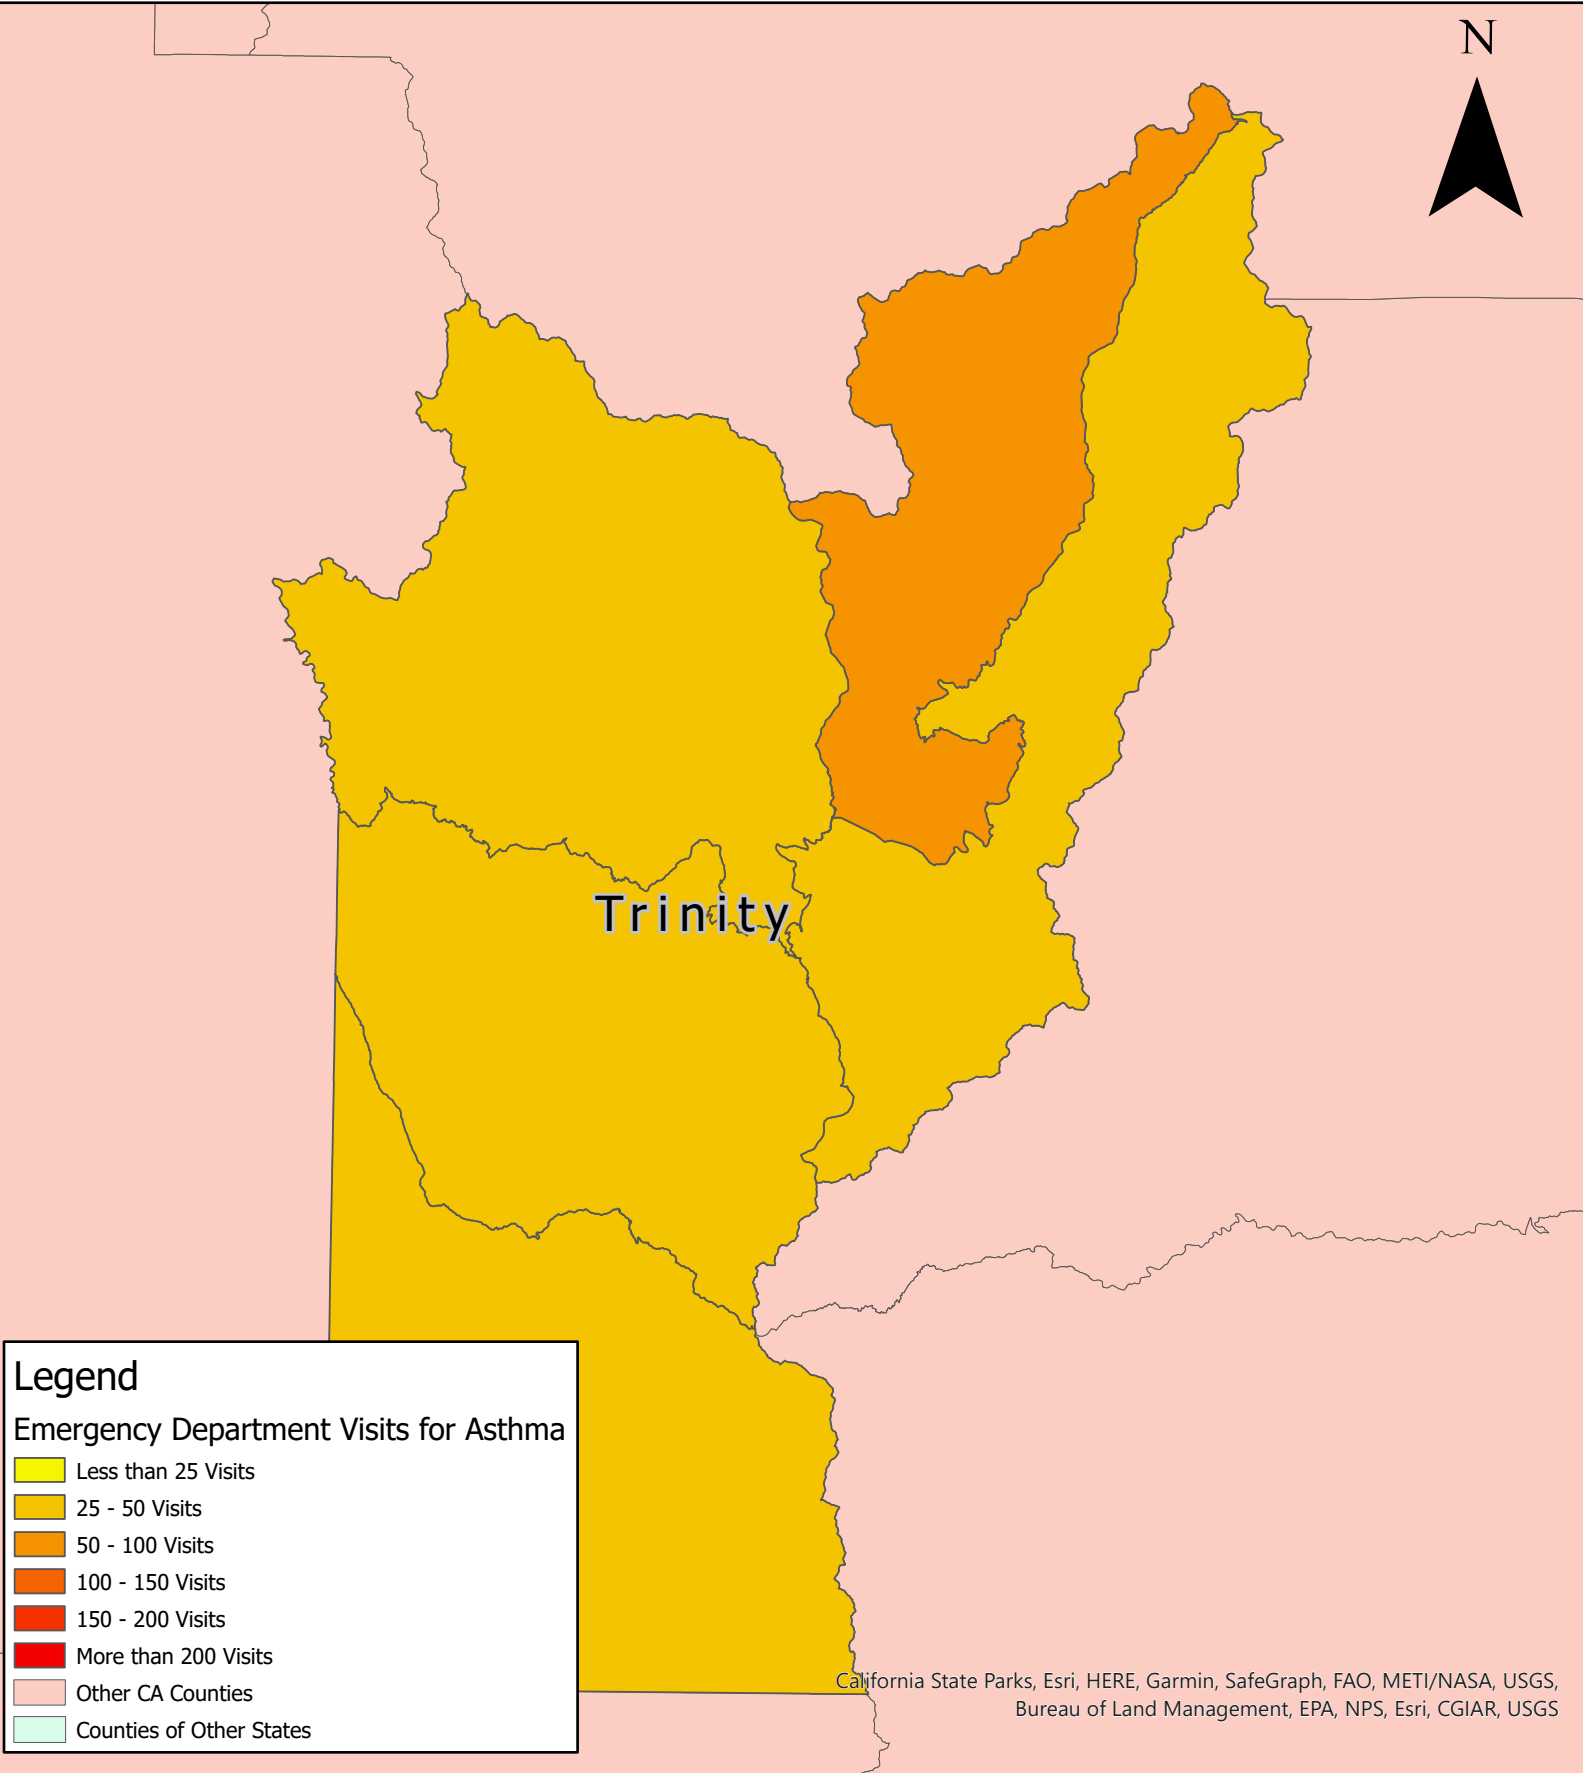 N
Trinity
Legend
Emergency Department Visits for Asthma
Less than 25 Visits
25 - 50 Visits
50 - 100 Visits
100 - 150 Visits
150 - 200 Visits
More than 200 Visits
Other CA Counties
Counties of Other States
California State Parks, Esri, HERE, Garmin, SafeGraph, FAO, METI/NASA, USGS,
Bureau of Land Management, EPA, NPS, Esri, CGIAR, USGS